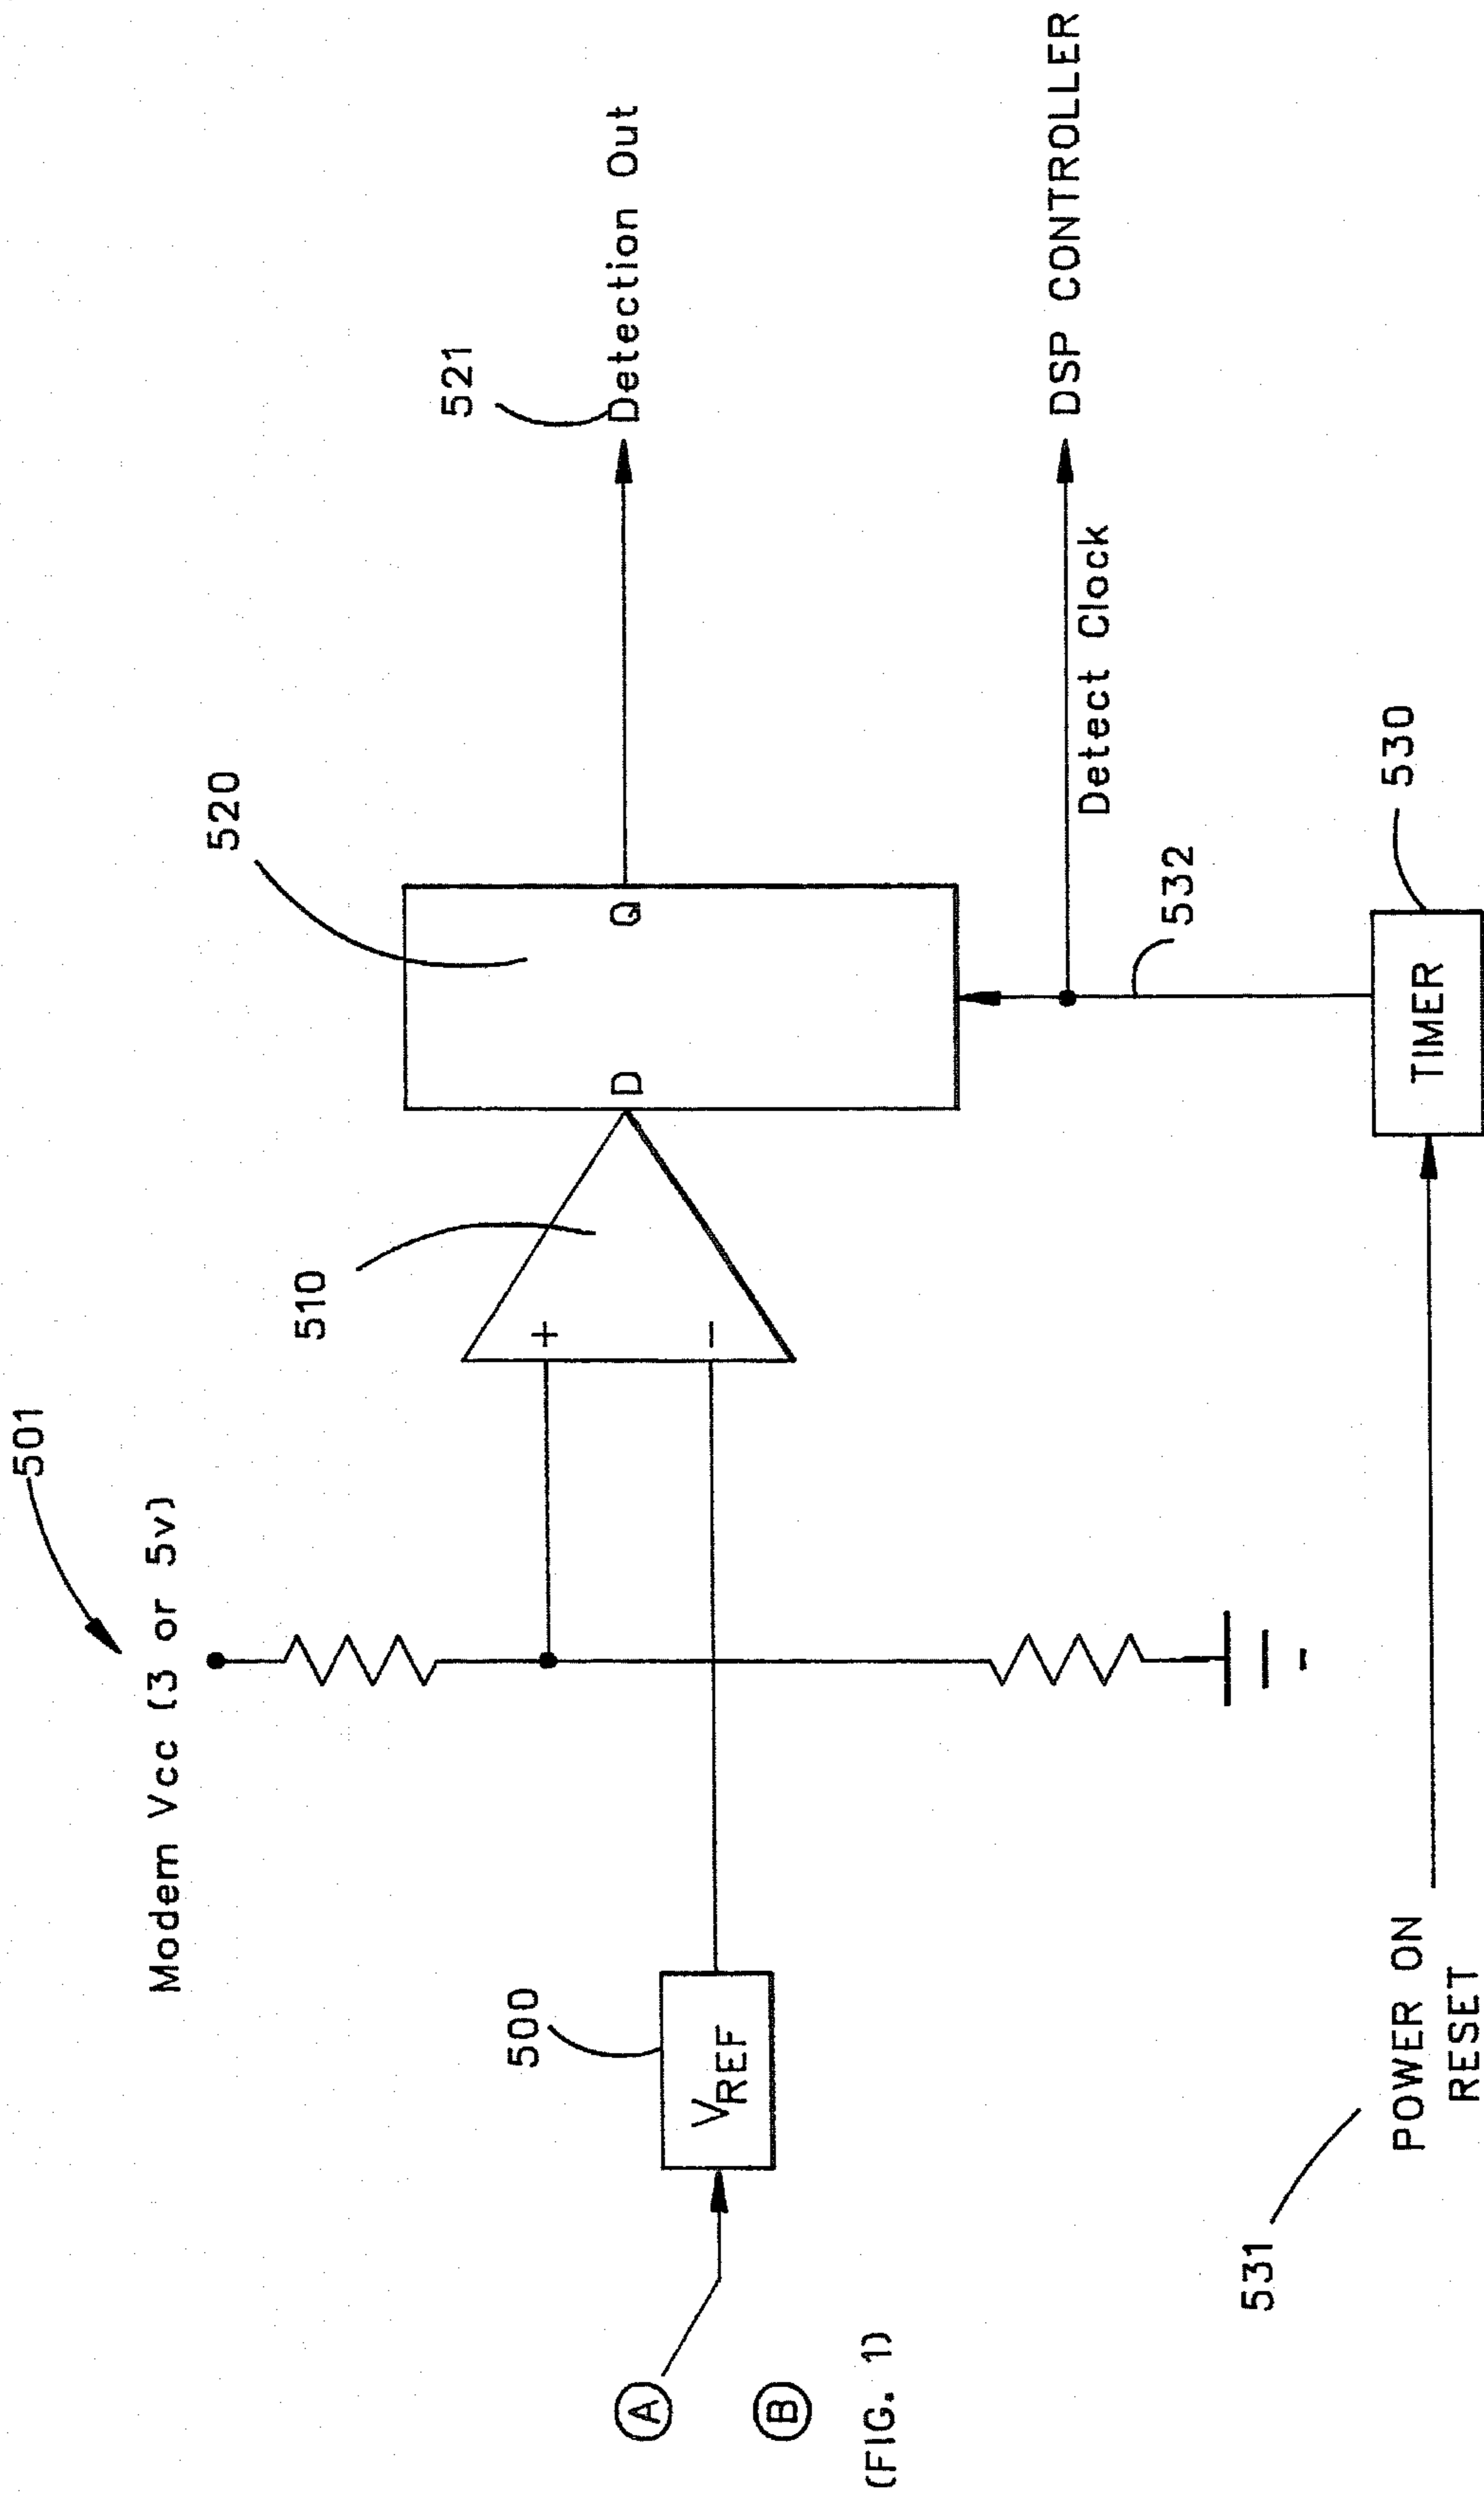 501
Modem Vcc (3 or 5v)
520
510
521
500
+
D
Q
Detection Out
A
VREF
-
B
(FIG. 1)
DSP CONTROLLER
Detect Clock
532
531
530
POWER ON
RESET
TIMER